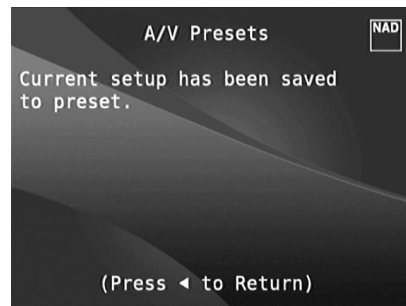 A/V Presets
NAD
Current setup has been saved
to preset.
(Press ◄ to Return)